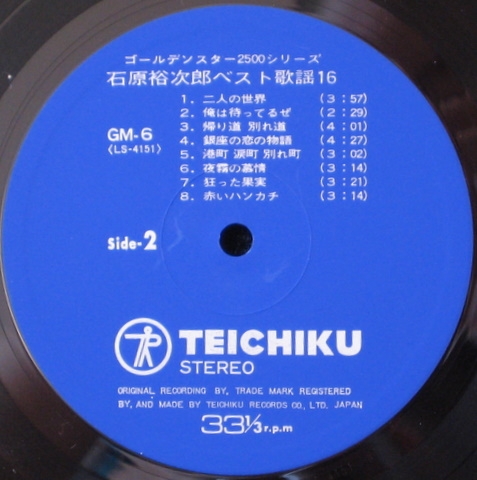 ゴールデンスター2500シリーズ
石原裕次郎ベスト歌謡16
1. 二人の世界 (3:57)
2. 俺は待ってるぜ (2:29)
3. 帰り道 別れ道 (4:01)
GM-6 4. 銀座の恋の物語 (4:27)
〈LS-4151〉 5. 港町 涙町 別れ町 (3:02)
6. 夜霧の慕情 (3:14)
7. 狂った果実 (3:21)
8. 赤いハンカチ (3:14)
Side-2
TEICHIKU
STEREO
ORIGINAL RECORDING BY, TRADE MARK REGISTERED
BY, AND MADE BY TEICHIKU RECORDS CO., LTD. JAPAN
33 1/3 r.p.m